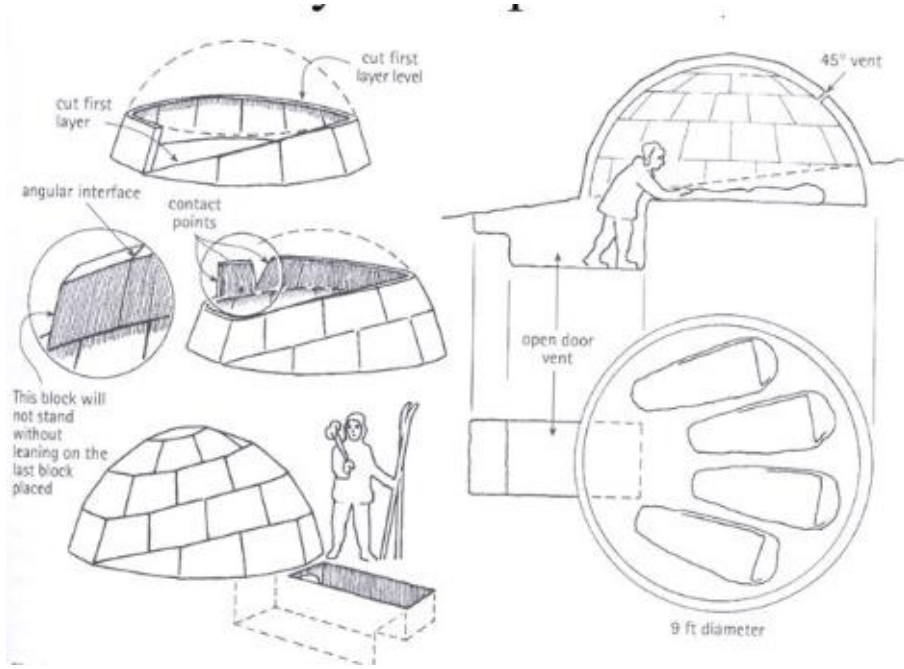 cut first
layer level
cut first
layer
angular interface
contact
points
This block will
not stand
without
leaning on the
last block
placed
45° vent
open door
vent
9 ft diameter